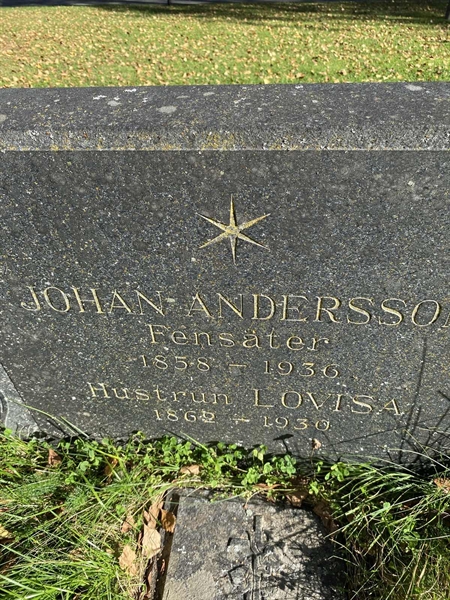 JOHAN ANDERSSON
Fensäter
1858 - 1936
Hustrun LOVISA
1862 - 1930